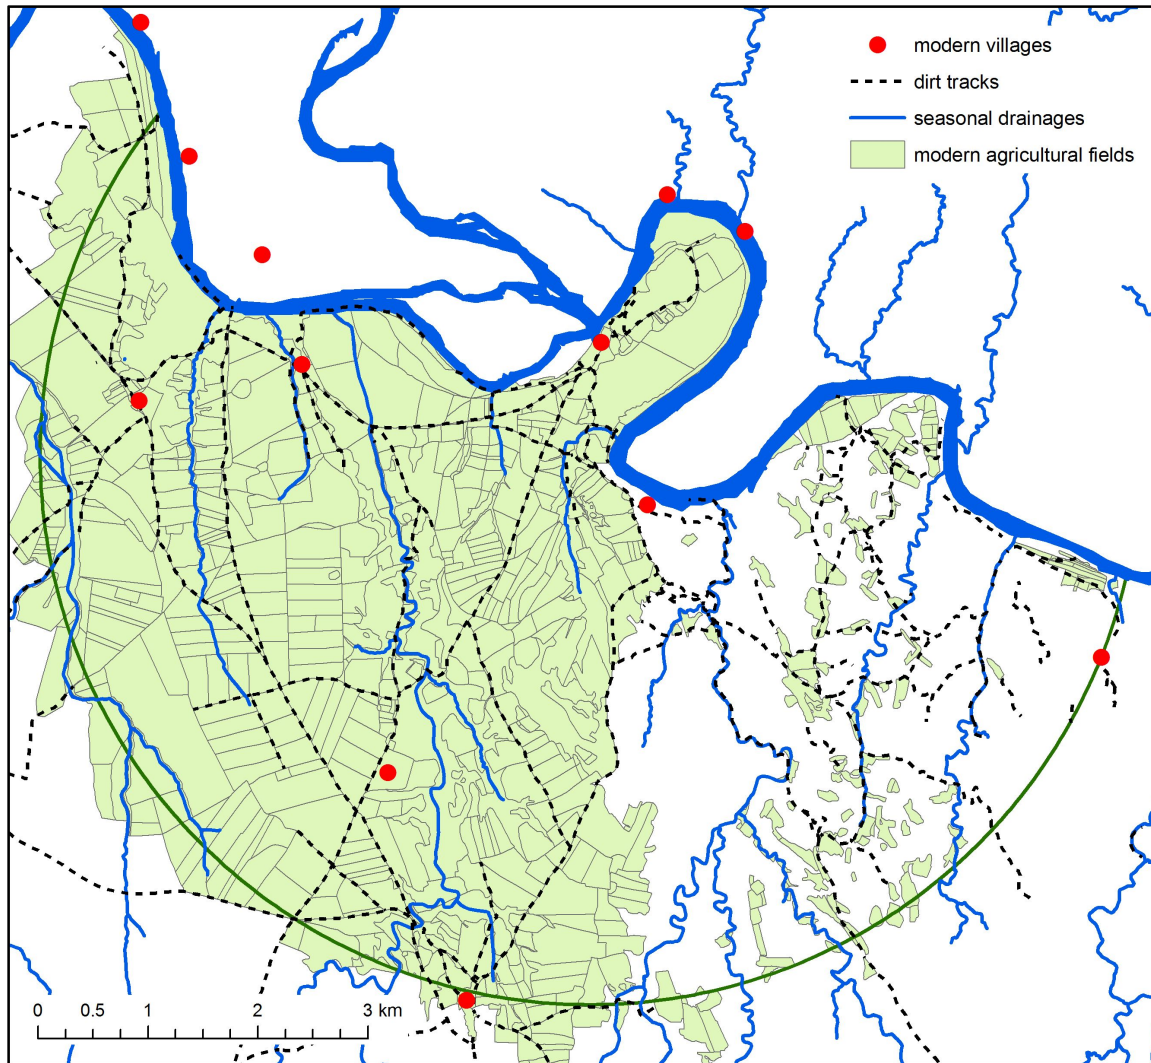 modern villages
dirt tracks
seasonal drainages
modern agricultural fields
0 0.5 1 2 3 km